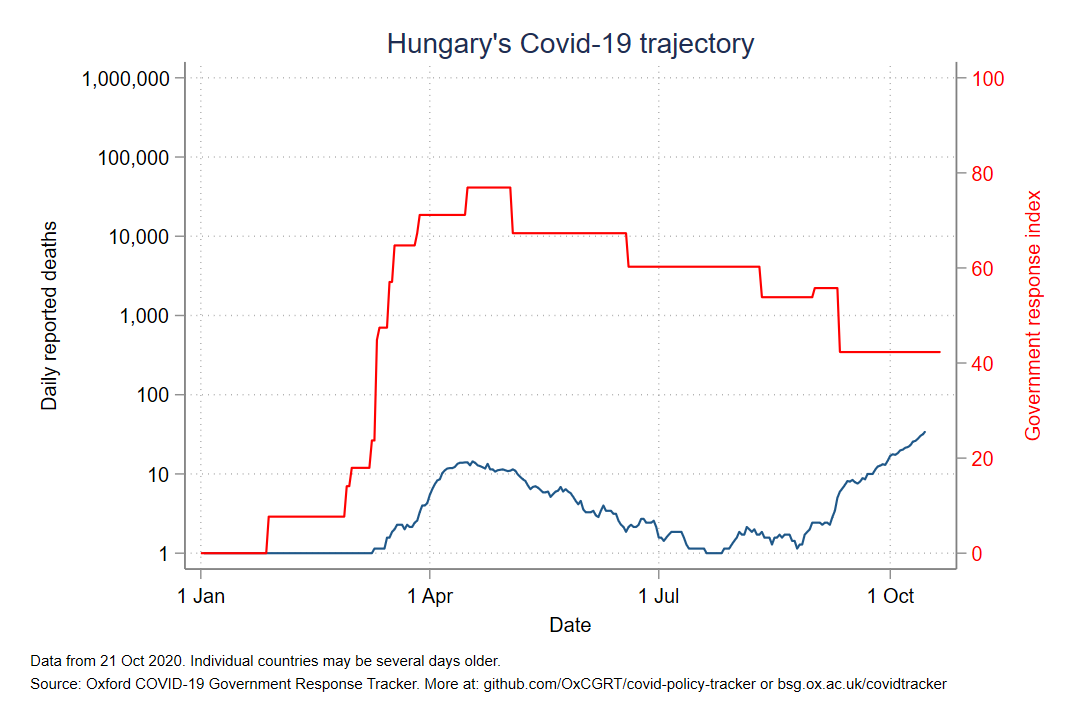 Hungary's Covid-19 trajectory
1,000,000
100,000
10,000
1,000
100
10
1
Daily reported deaths
100
80
60
40
20
0
Government response index
1 Jan
1 Apr
1 Jul
1 Oct
Date
Data from 21 Oct 2020. Individual countries may be several days older.
Source: Oxford COVID-19 Government Response Tracker. More at: github.com/OxCGRT/covid-policy-tracker or bsg.ox.ac.uk/covidtracker